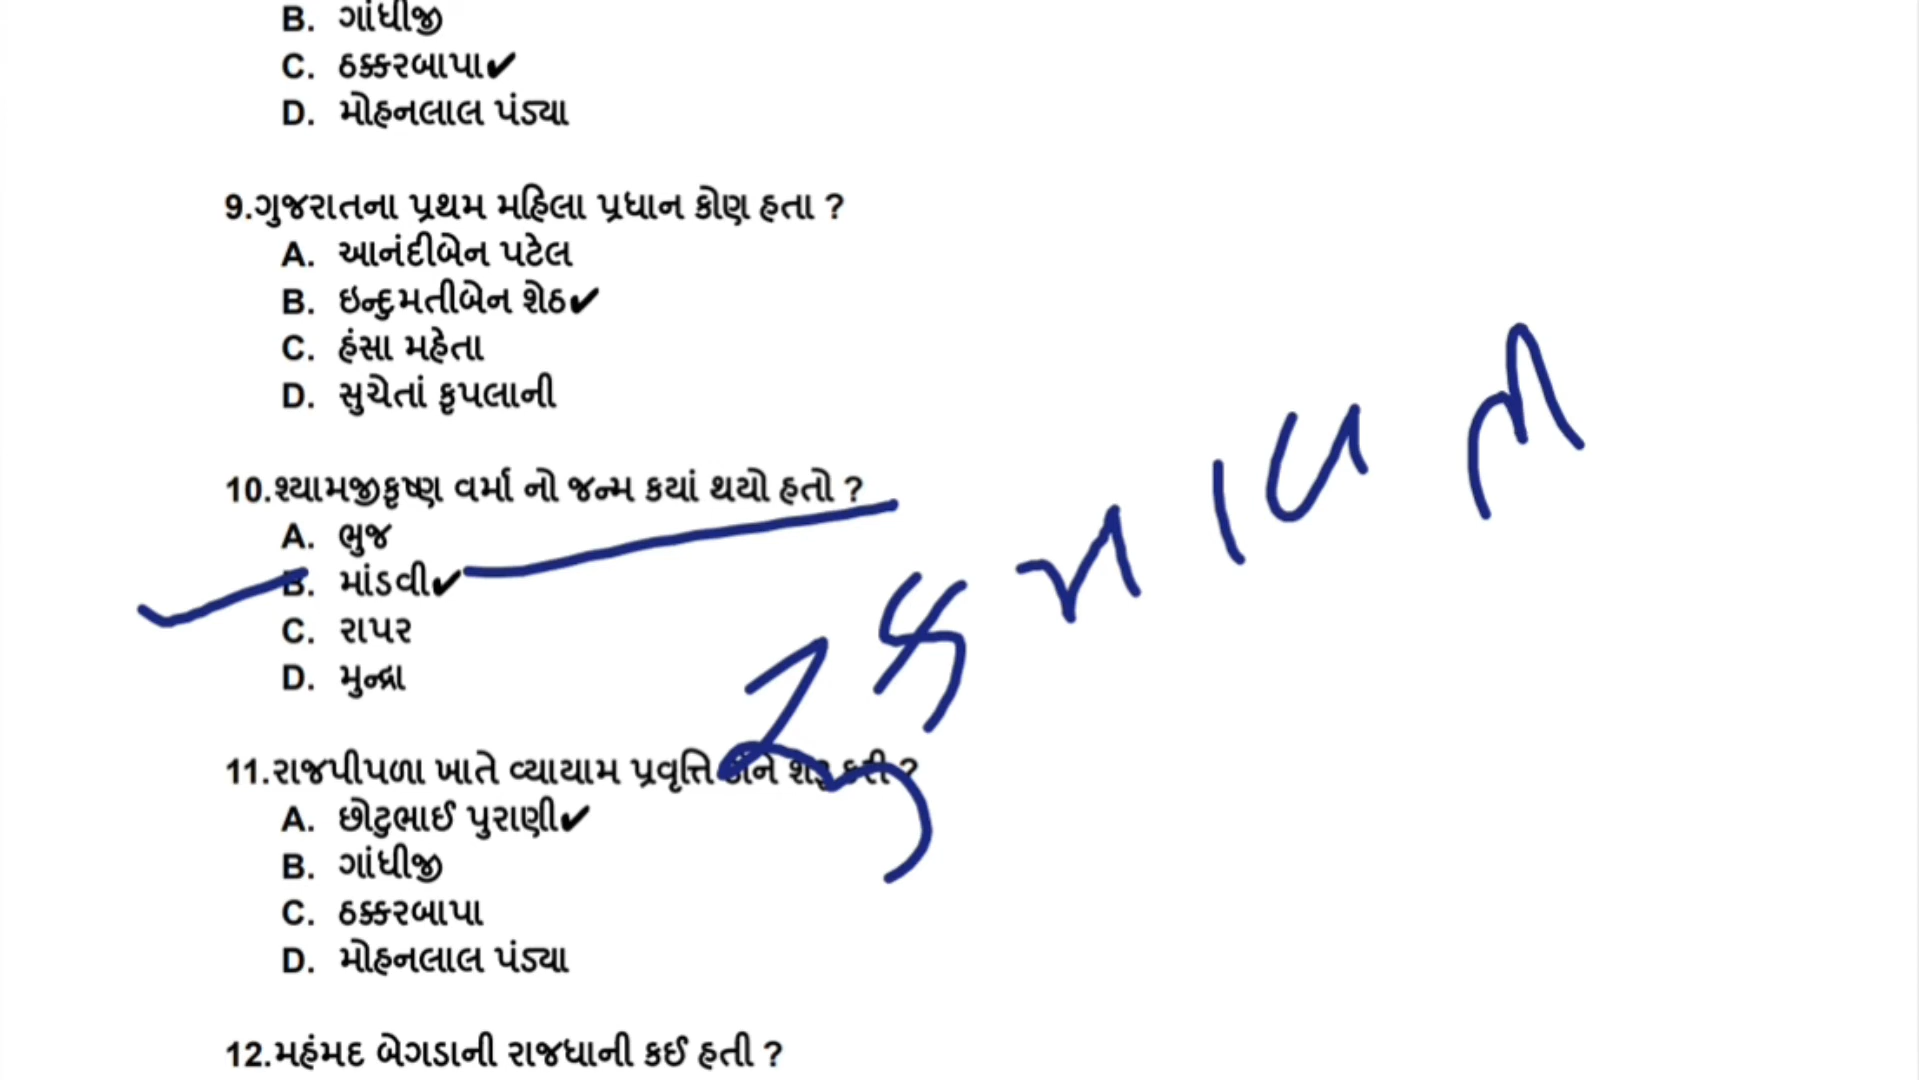 B. ગાંધીજી
C. ઠક્કરબાપા✔
D. મોહનલાલ પંડ્યા
9.ગુજરાતના પ્રથમ મહિલા પ્રધાન કોણ હતા ?
A. આનંદીબેન પટેલ
B. ઇન્દુમતીબેન શેઠ✔
C. હંસા મહેતા
D. સુચેતાં કૃપલાની
10.શ્યામજીકૃષ્ણ વર્મા નો જન્મ કયાં થયો હતો ?
A. ભુજ
B. માંડવી✔
C. રાપર
D. મુન્દ્રા
11.રાજપીપળા ખાતે વ્યાયામ પ્રવૃત્તિ કોને શરૂ કરી ?
A. છોટુભાઈ પુરાણી✔
B. ગાંધીજી
C. ઠક્કરબાપા
D. મોહનલાલ પંડ્યા
12.મહંમદ બેગડાની રાજધાની કઈ હતી ?